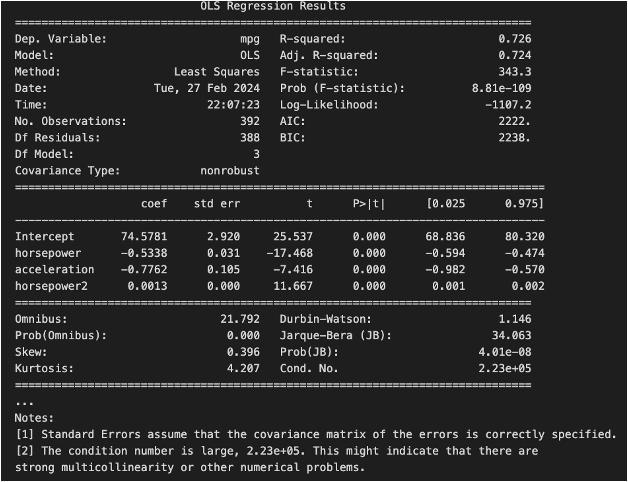 OLS Regression Results
==============================================================================
Dep. Variable:                    mpg   R-squared:                       0.726
Model:                            OLS   Adj. R-squared:                  0.724
Method:                 Least Squares   F-statistic:                     343.3
Date:                Tue, 27 Feb 2024   Prob (F-statistic):          8.81e-109
Time:                        22:07:23   Log-Likelihood:                -1107.2
No. Observations:                 392   AIC:                             2222.
Df Residuals:                     388   BIC:                             2238.
Df Model:                           3
Covariance Type:            nonrobust
================================================================================
                   coef    std err          t      P>|t|      [0.025      0.975]
--------------------------------------------------------------------------------
Intercept       74.5781      2.920     25.537      0.000      68.836      80.320
horsepower      -0.5338      0.031    -17.468      0.000      -0.594      -0.474
acceleration    -0.7762      0.105     -7.416      0.000      -0.982      -0.570
horsepower2      0.0013      0.000     11.667      0.000       0.001       0.002
==============================================================================
Omnibus:                       21.792   Durbin-Watson:                   1.146
Prob(Omnibus):                  0.000   Jarque-Bera (JB):               34.063
Skew:                           0.396   Prob(JB):                     4.01e-08
Kurtosis:                       4.207   Cond. No.                     2.23e+05
==============================================================================
...
Notes:
[1] Standard Errors assume that the covariance matrix of the errors is correctly specified.
[2] The condition number is large, 2.23e+05. This might indicate that there are
strong multicollinearity or other numerical problems.